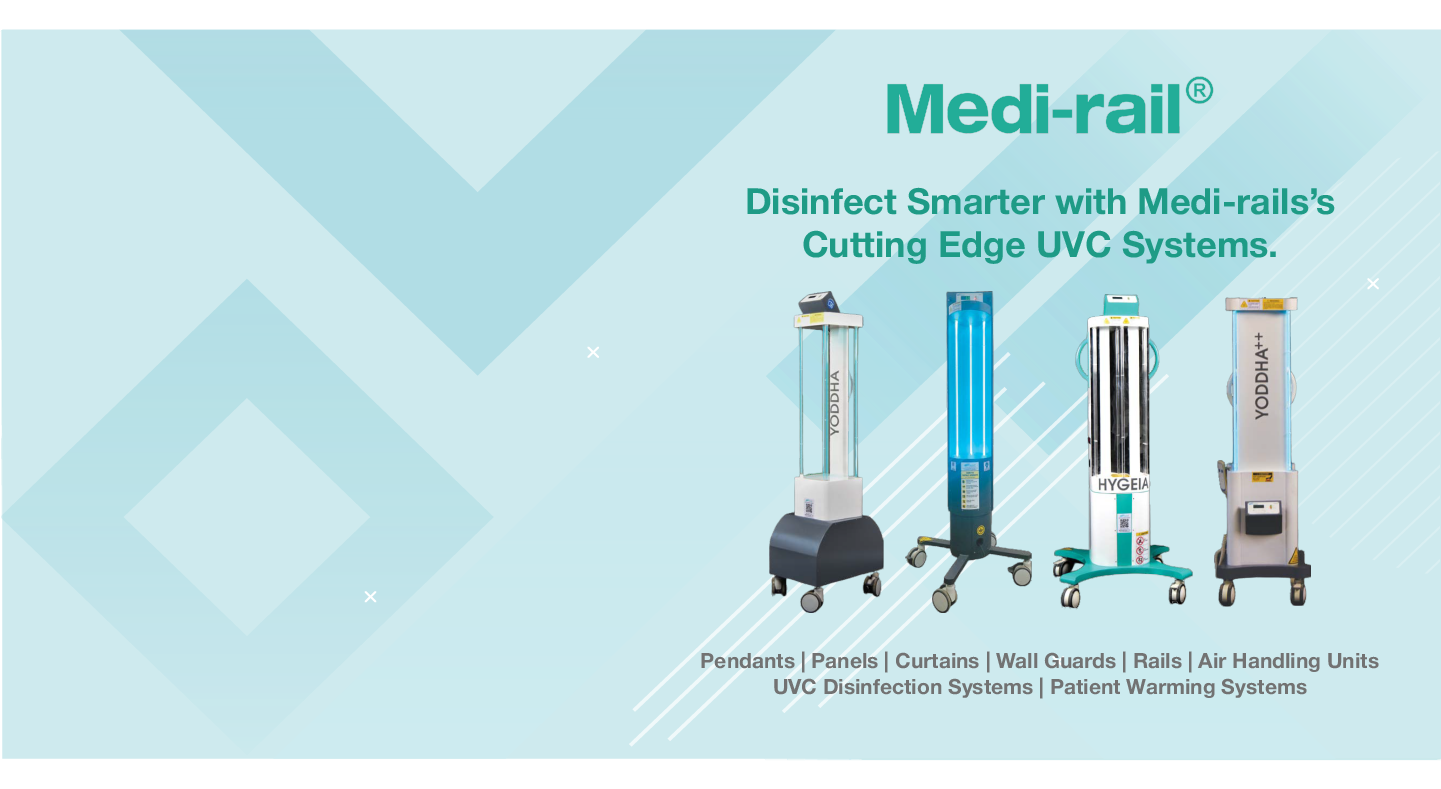 Medi-rail®
Disinfect Smarter with Medi-rails’s
Cutting Edge UVC Systems.
YODDHA
HYGEIA
YODDHA++
Pendants | Panels | Curtains | Wall Guards | Rails | Air Handling Units
UVC Disinfection Systems | Patient Warming Systems